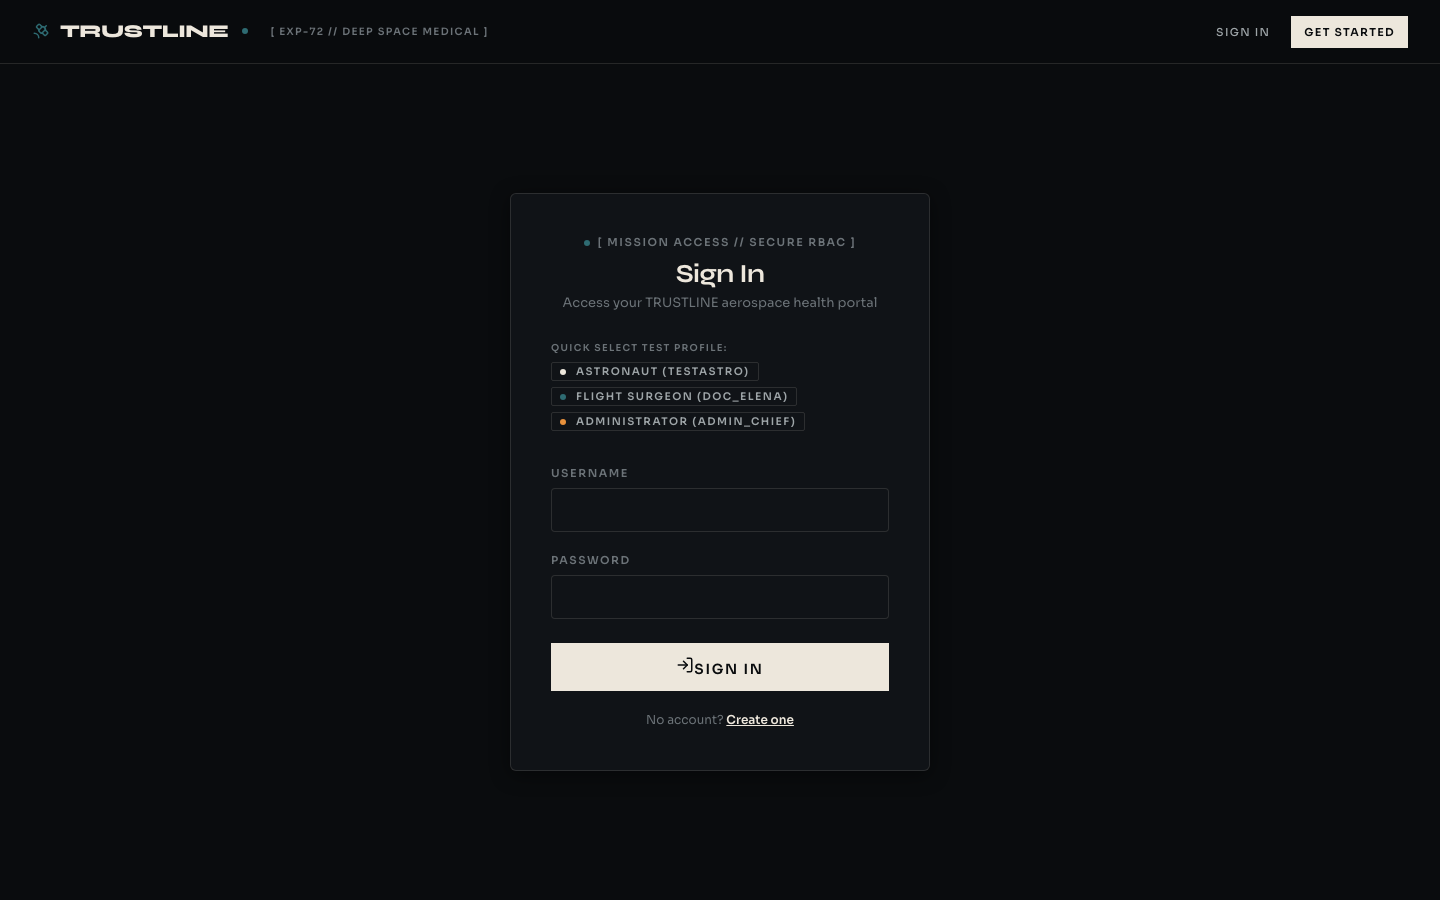 TRUSTLINE
[ EXP-72 // DEEP SPACE MEDICAL ]
SIGN IN
GET STARTED
[ MISSION ACCESS // SECURE RBAC ]
Sign In
Access your TRUSTLINE aerospace health portal
QUICK SELECT TEST PROFILE:
ASTRONAUT (TESTASTRO)
FLIGHT SURGEON (DOC_ELENA)
ADMINISTRATOR (ADMIN_CHIEF)
USERNAME
PASSWORD
SIGN IN
No account? Create one